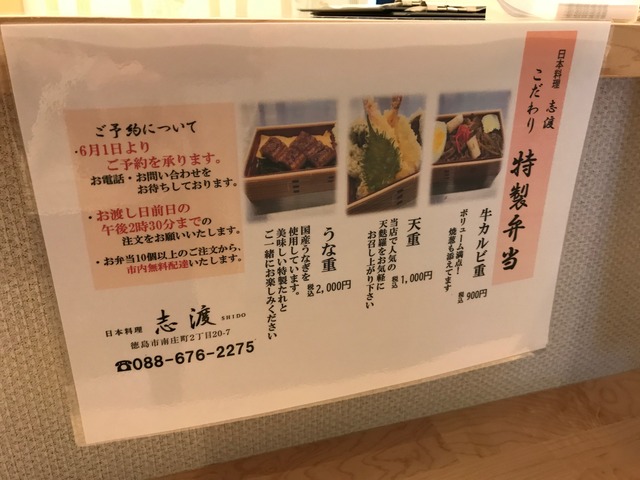 日本料理 志渡
こだわり 特製弁当
牛カルビ重
ボリューム満点!
焼葱も添えてます
税込 900円
天重
当店で人気の
天麩羅をお気軽に
お召し上がり下さい
税込 1,000円
うな重
国産うなぎを
使用しています。
美味しい特製たれと
ご一緒にお楽しみください
税込 2,000円
ご予約について
・6月1日より
ご予約を承ります。
お電話・お問い合わせを
お待ちしております。
・お渡し日前日の
午後2時30分までの
注文をお願いいたします。
・お弁当10個以上のご注文から、
市内無料配達いたします。
日本料理 志渡 SHIDO
徳島市南庄町2丁目20-7
☎088-676-2275